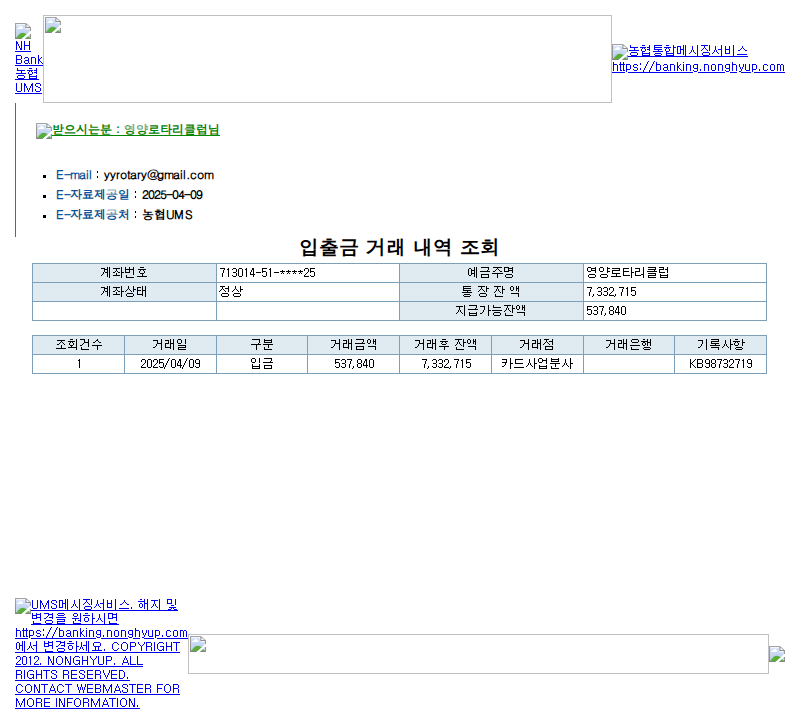 NH
Bank
농협
UMS
농협통합메시징서비스
https://banking.nonghyup.com
받으시는분 : 영양로타리클럽님
E-mail : yyrotary@gmail.com
E-자료제공일 : 2025-04-09
E-자료제공처 : 농협UMS
입출금 거래 내역 조회
계좌번호 713014-51-****25 예금주명 영양로타리클럽
계좌상태 정상 통 장 잔 액 7,332,715
지급가능잔액 537,840
조회건수 거래일 구분 거래금액 거래후 잔액 거래점 거래은행 기록사항
1 2025/04/09 입금 537,840 7,332,715 카드사업분사 KB98732719
UMS메시징서비스. 해지 및
변경을 원하시면
https://banking.nonghyup.com
에서 변경하세요. COPYRIGHT
2012. NONGHYUP. ALL
RIGHTS RESERVED.
CONTACT WEBMASTER FOR
MORE INFORMATION.